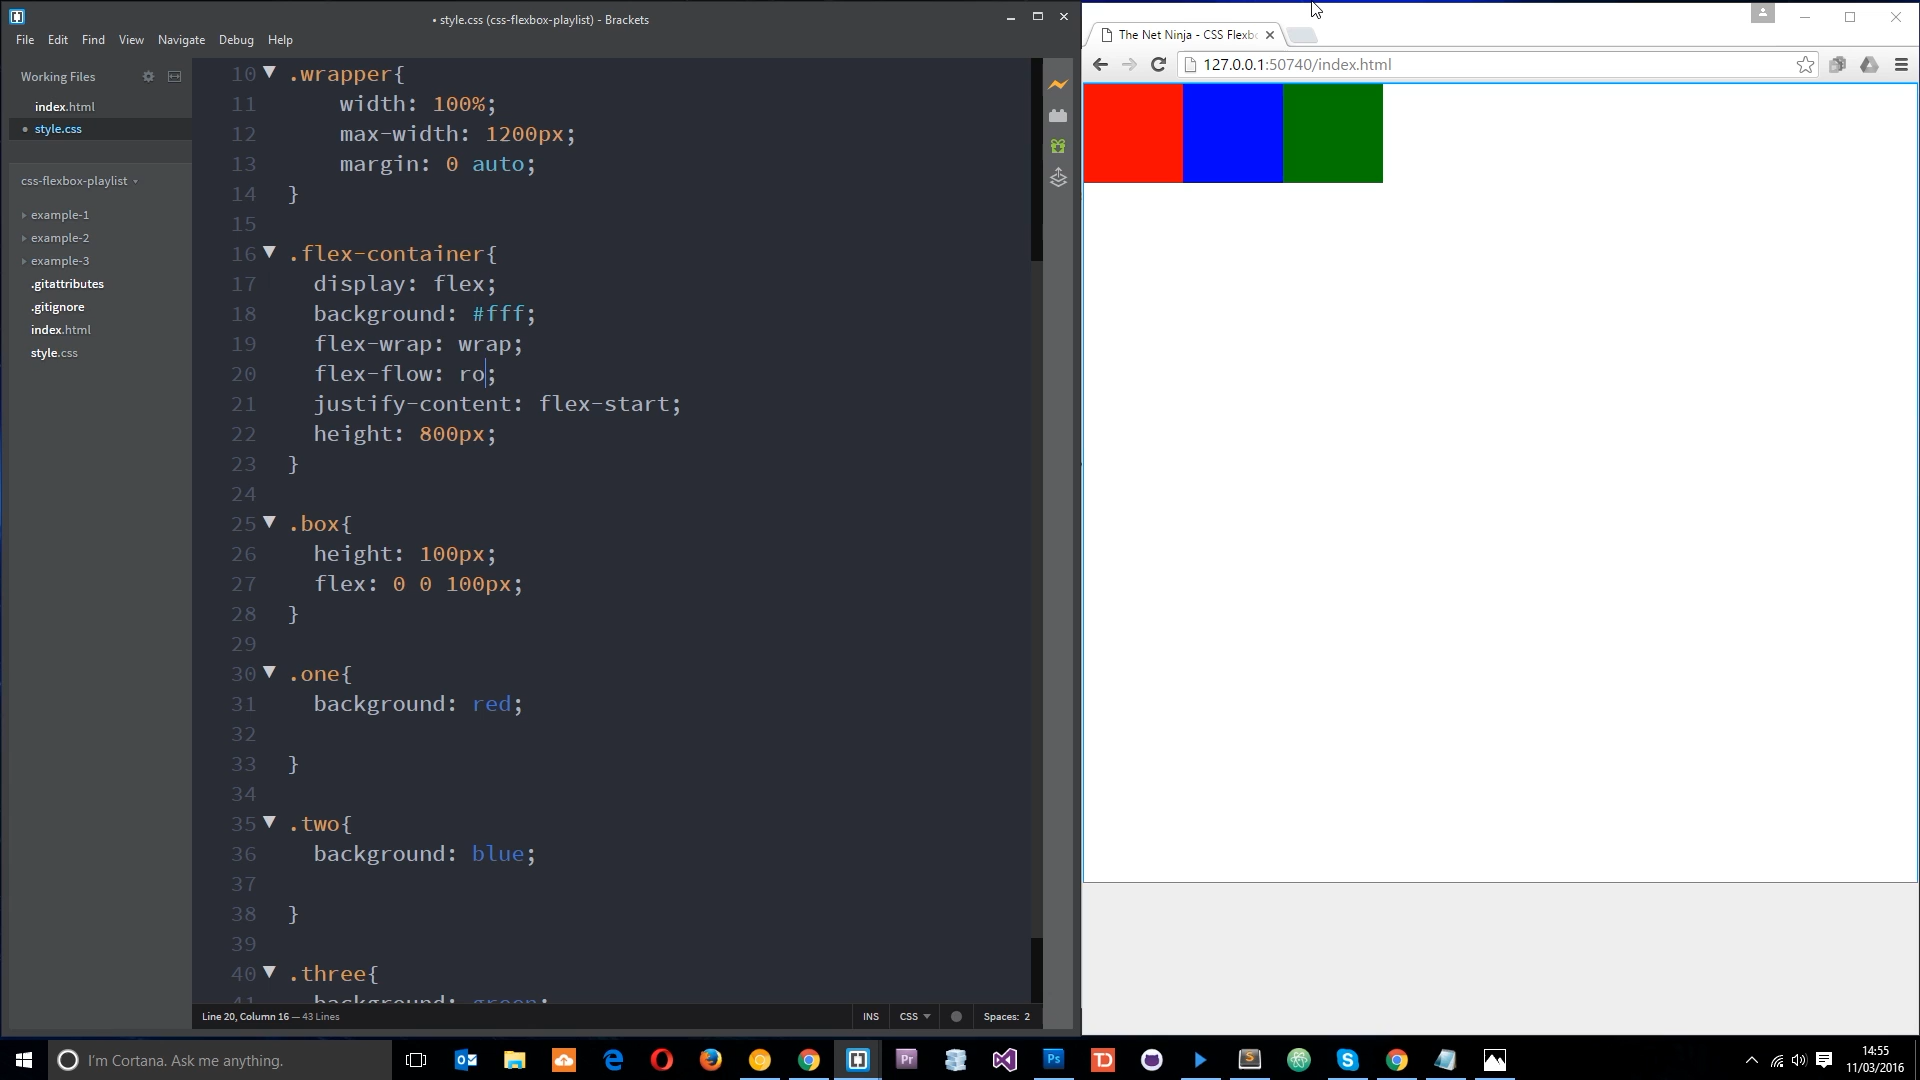 • style.css (css-flexbox-playlist) - Brackets
File Edit Find View Navigate Debug Help
Working Files
index.html
• style.css
css-flexbox-playlist
example-1
example-2
example-3
.gitattributes
.gitignore
index.html
style.css
10 .wrapper{
11 width: 100%;
12 max-width: 1200px;
13 margin: 0 auto;
14 }
15
16 .flex-container{
17 display: flex;
18 background: #fff;
19 flex-wrap: wrap;
20 flex-flow: ro;
21 justify-content: flex-start;
22 height: 800px;
23 }
24
25 .box{
26 height: 100px;
27 flex: 0 0 100px;
28 }
29
30 .one{
31 background: red;
32
33 }
34
35 .two{
36 background: blue;
37
38 }
39
40 .three{
41 background: green;
Line 20, Column 16 — 43 Lines
INS CSS Spaces: 2
The Net Ninja - CSS Flexbo
127.0.0.1:50740/index.html
I'm Cortana. Ask me anything.
14:55
11/03/2016